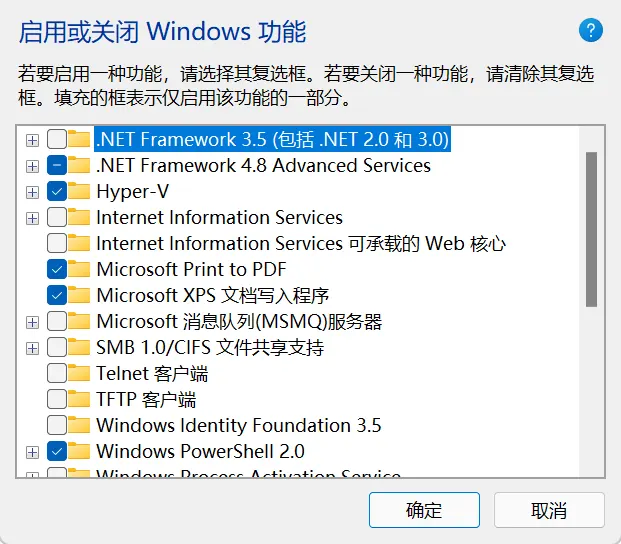 启用或关闭 Windows 功能
?
若要启用一种功能，请选择其复选框。若要关闭一种功能，请清除其复选
框。填充的框表示仅启用该功能的一部分。
.NET Framework 3.5 (包括 .NET 2.0 和 3.0)
.NET Framework 4.8 Advanced Services
Hyper-V
Internet Information Services
Internet Information Services 可承载的 Web 核心
Microsoft Print to PDF
Microsoft XPS 文档写入程序
Microsoft 消息队列(MSMQ)服务器
SMB 1.0/CIFS 文件共享支持
Telnet 客户端
TFTP 客户端
Windows Identity Foundation 3.5
Windows PowerShell 2.0
Windows Process Activation Service
确定
取消